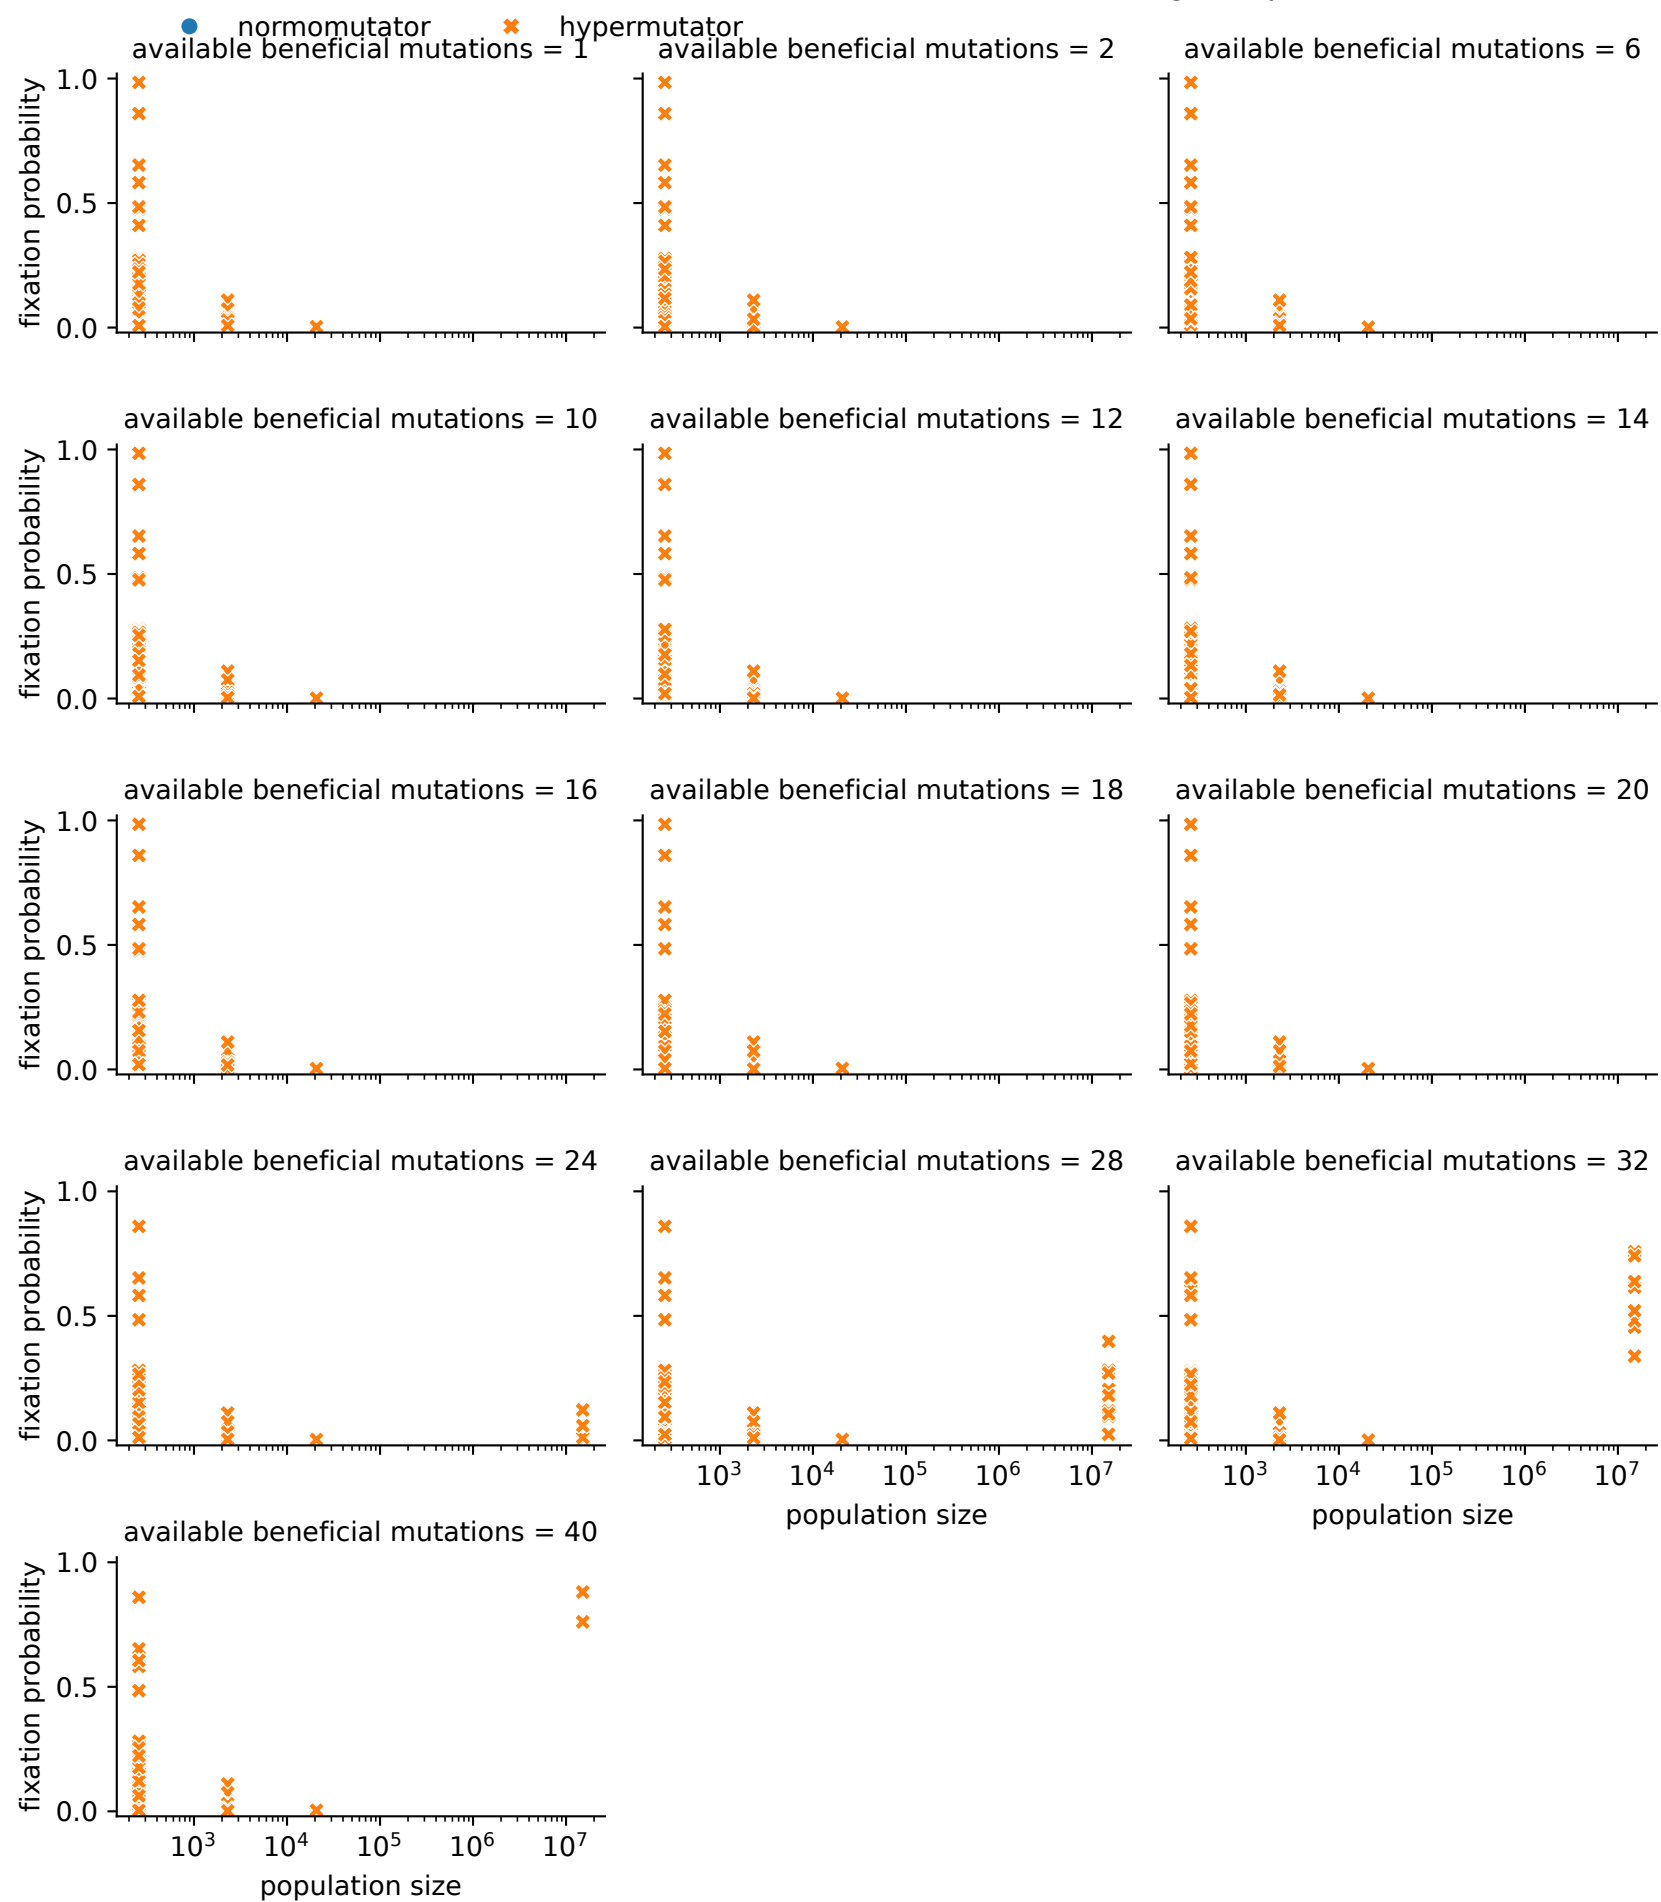 normomutator hypermutator
available beneficial mutations = 1 available beneficial mutations = 2 available beneficial mutations = 6
fixation probability
1.0
0.5
0.0
available beneficial mutations = 10 available beneficial mutations = 12 available beneficial mutations = 14
fixation probability
1.0
0.5
0.0
available beneficial mutations = 16 available beneficial mutations = 18 available beneficial mutations = 20
fixation probability
1.0
0.5
0.0
available beneficial mutations = 24 available beneficial mutations = 28 available beneficial mutations = 32
fixation probability
1.0
0.5
0.0
10³ 10⁴ 10⁵ 10⁶ 10⁷ 10³ 10⁴ 10⁵ 10⁶ 10⁷
population size population size
available beneficial mutations = 40
fixation probability
1.0
0.5
0.0
10³ 10⁴ 10⁵ 10⁶ 10⁷
population size